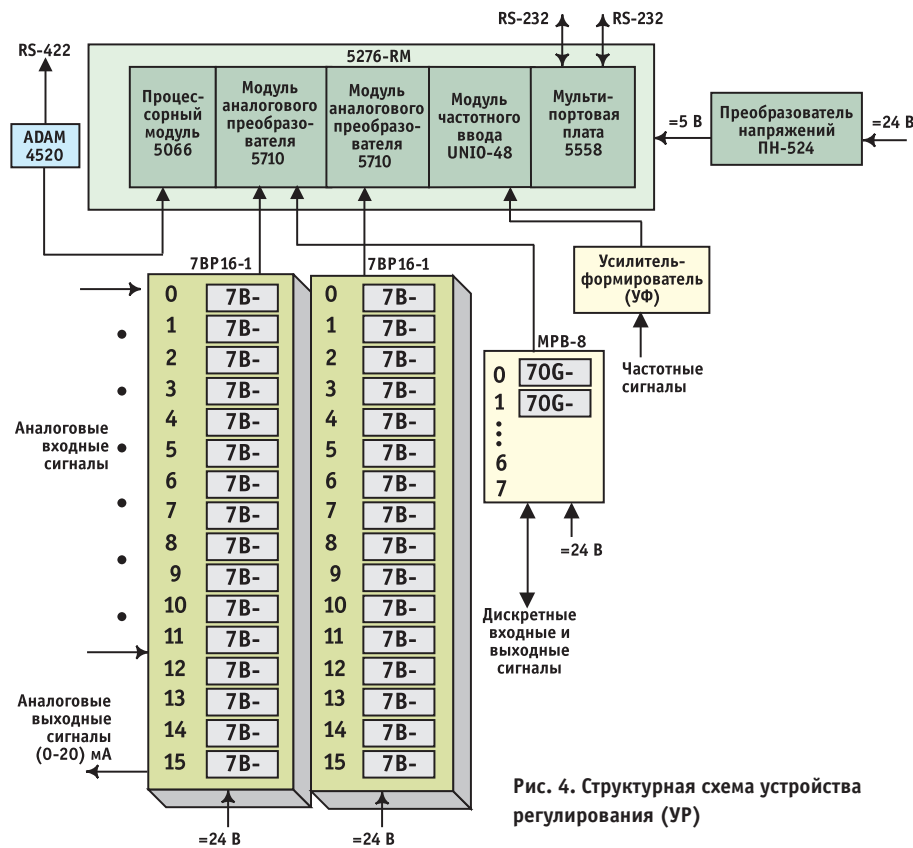 RS-232
RS-232
RS-422
5276-RM
ADAM
4520
Процес-
сорный
модуль
5066
Модуль
аналогового
преобразо-
вателя
5710
Модуль
аналогового
преобразо-
вателя
5710
Модуль
частотного
ввода
UNIO-48
Мульти-
портовая
плата
5558
=5 В
Преобразователь
напряжений
ПН-524
=24 В
7BP16-1
7BP16-1
Усилитель-
формирователь
(УФ)
Частотные
сигналы
MPB-8
0 70G-
1 70G-
6
7
=24 В
Дискретные
входные и
выходные
сигналы
Аналоговые
входные
сигналы
Аналоговые
выходные
сигналы
(0-20) мА
0 7B-
1 7B-
2 7B-
3 7B-
4 7B-
5 7B-
6 7B-
7 7B-
8 7B-
9 7B-
10 7B-
11 7B-
12 7B-
13 7B-
14 7B-
15 7B-
=24 В
0 7B-
1 7B-
2 7B-
3 7B-
4 7B-
5 7B-
6 7B-
7 7B-
8 7B-
9 7B-
10 7B-
11 7B-
12 7B-
13 7B-
14 7B-
15 7B-
=24 В
Рис. 4. Структурная схема устройства
регулирования (УР)